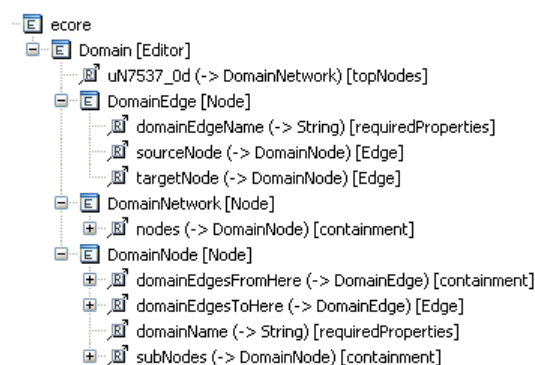 ecore
Domain [Editor]
uN7537_0d (-> DomainNetwork) [topNodes]
DomainEdge [Node]
domainEdgeName (-> String) [requiredProperties]
sourceNode (-> DomainNode) [Edge]
targetNode (-> DomainNode) [Edge]
DomainNetwork [Node]
nodes (-> DomainNode) [containment]
DomainNode [Node]
domainEdgesFromHere (-> DomainEdge) [containment]
domainEdgesToHere (-> DomainEdge) [Edge]
domainName (-> String) [requiredProperties]
subNodes (-> DomainNode) [containment]